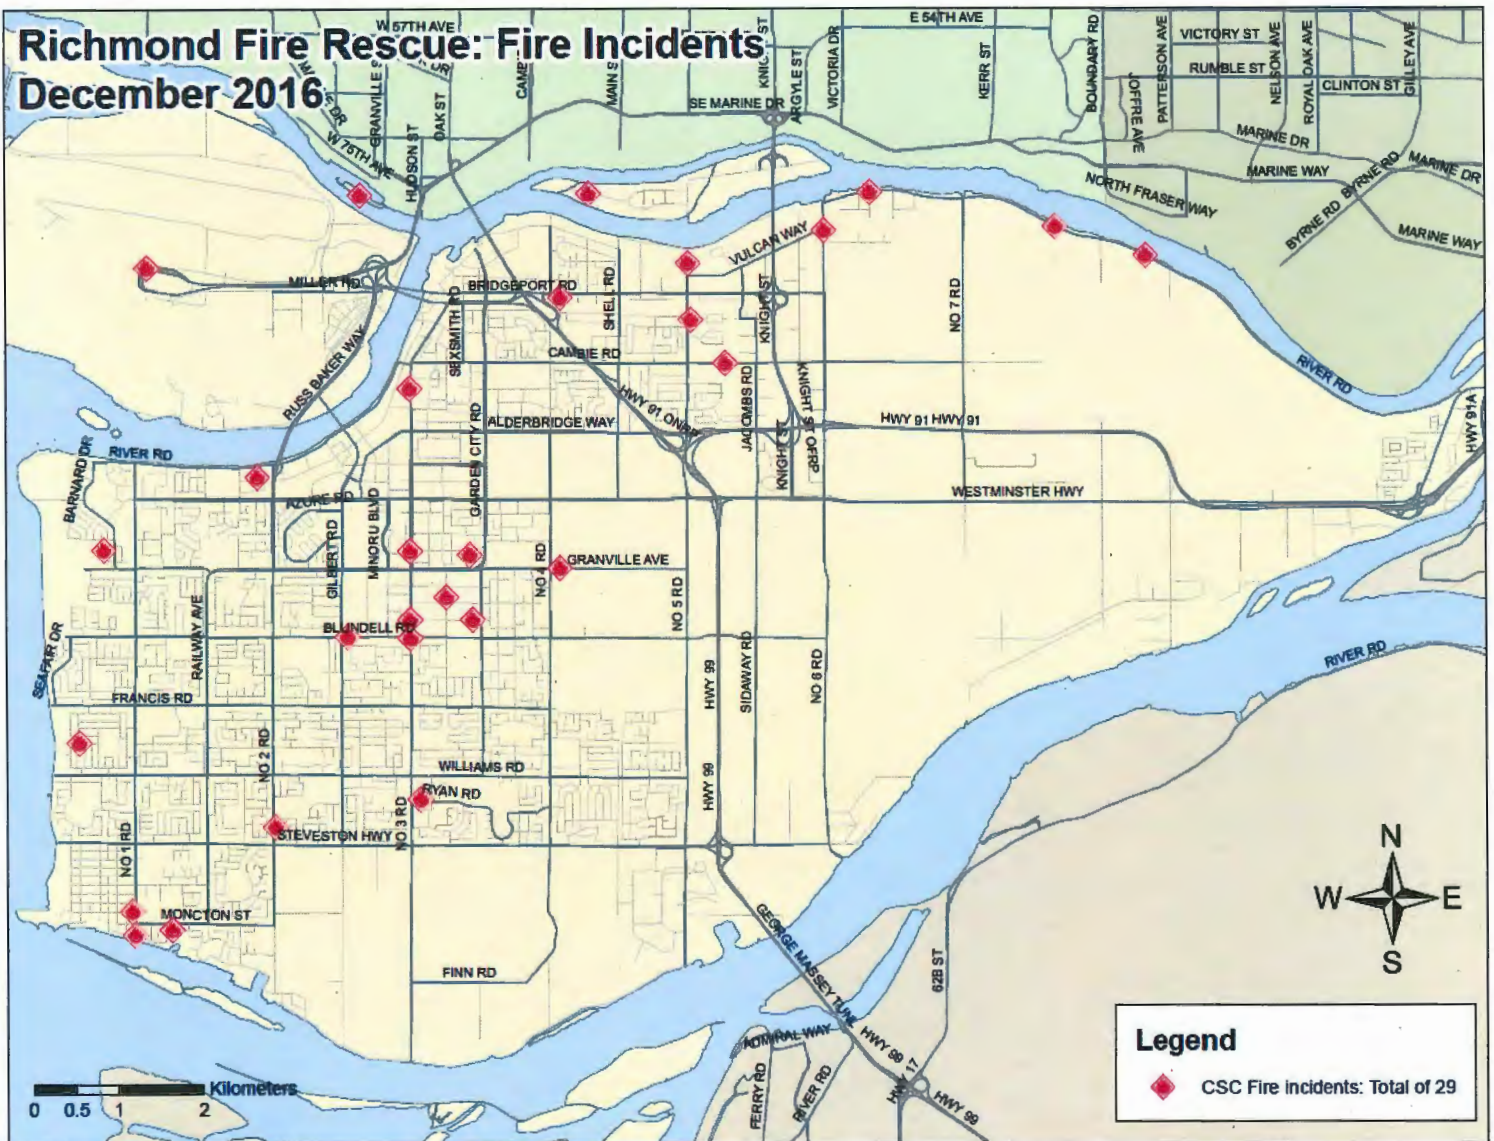 Richmond Fire Rescue: Fire Incidents
December 2016
W 57TH AVE
E 54TH AVE
VICTORY ST
RUMBLE ST
CLINTON ST
GRANVILLE S
OAK ST
CAMB
MAIN S
KNIG ST
ARGYLE ST
VICTORIA DR
KERR ST
BOUNDARY RD
JOFFRE AVE
PATTERSON AVE
NELSON AVE
ROYAL OAK AVE
GILLEY AVE
SE MARINE DR
W 75TH AVE
HUDSON ST
MARINE DR
MARINE DR
MARINE WAY
NORTH FRASER WAY
BYRNE RD
BYRNE RD
MARINE WAY
VULCAN WAY
MILLER RD
BRIDGEPORT RD
SHELL RD
KNIGHT ST
NO 7 RD
SEXSMITH RD
CAMBIE RD
RUSS BAKER WAY
HWY 91 ONRP
JACOMBS RD
KNIGHT ST OFRP
KNIGHT ST
RIVER RD
HWY 91 HWY 91
HWY 91A
ALDERBRIDGE WAY
GARDEN CITY RD
RIVER RD
BARNARD DR
AZURE RD
WESTMINSTER HWY
GILBERT RD
MINORU BLVD
NO 4 RD
GRANVILLE AVE
NO 5 RD
RAILWAY AVE
BLUNDELL RD
SEAFAIR DR
HWY 99
SIDAWAY RD
NO 6 RD
RIVER RD
FRANCIS RD
NO 2 RD
WILLIAMS RD
HWY 99
RYAN RD
NO 3 RD
STEVESTON HWY
NO 1 RD
MONCTON ST
FINN RD
GEORGE MASSEY TUNL
62B ST
ADMIRAL WAY
HWY 99
HWY 17
HWY 99
FERRY RD
RIVER RD
N
W E
S
Legend
CSC Fire incidents: Total of 29
Kilometers
0 0.5 1 2